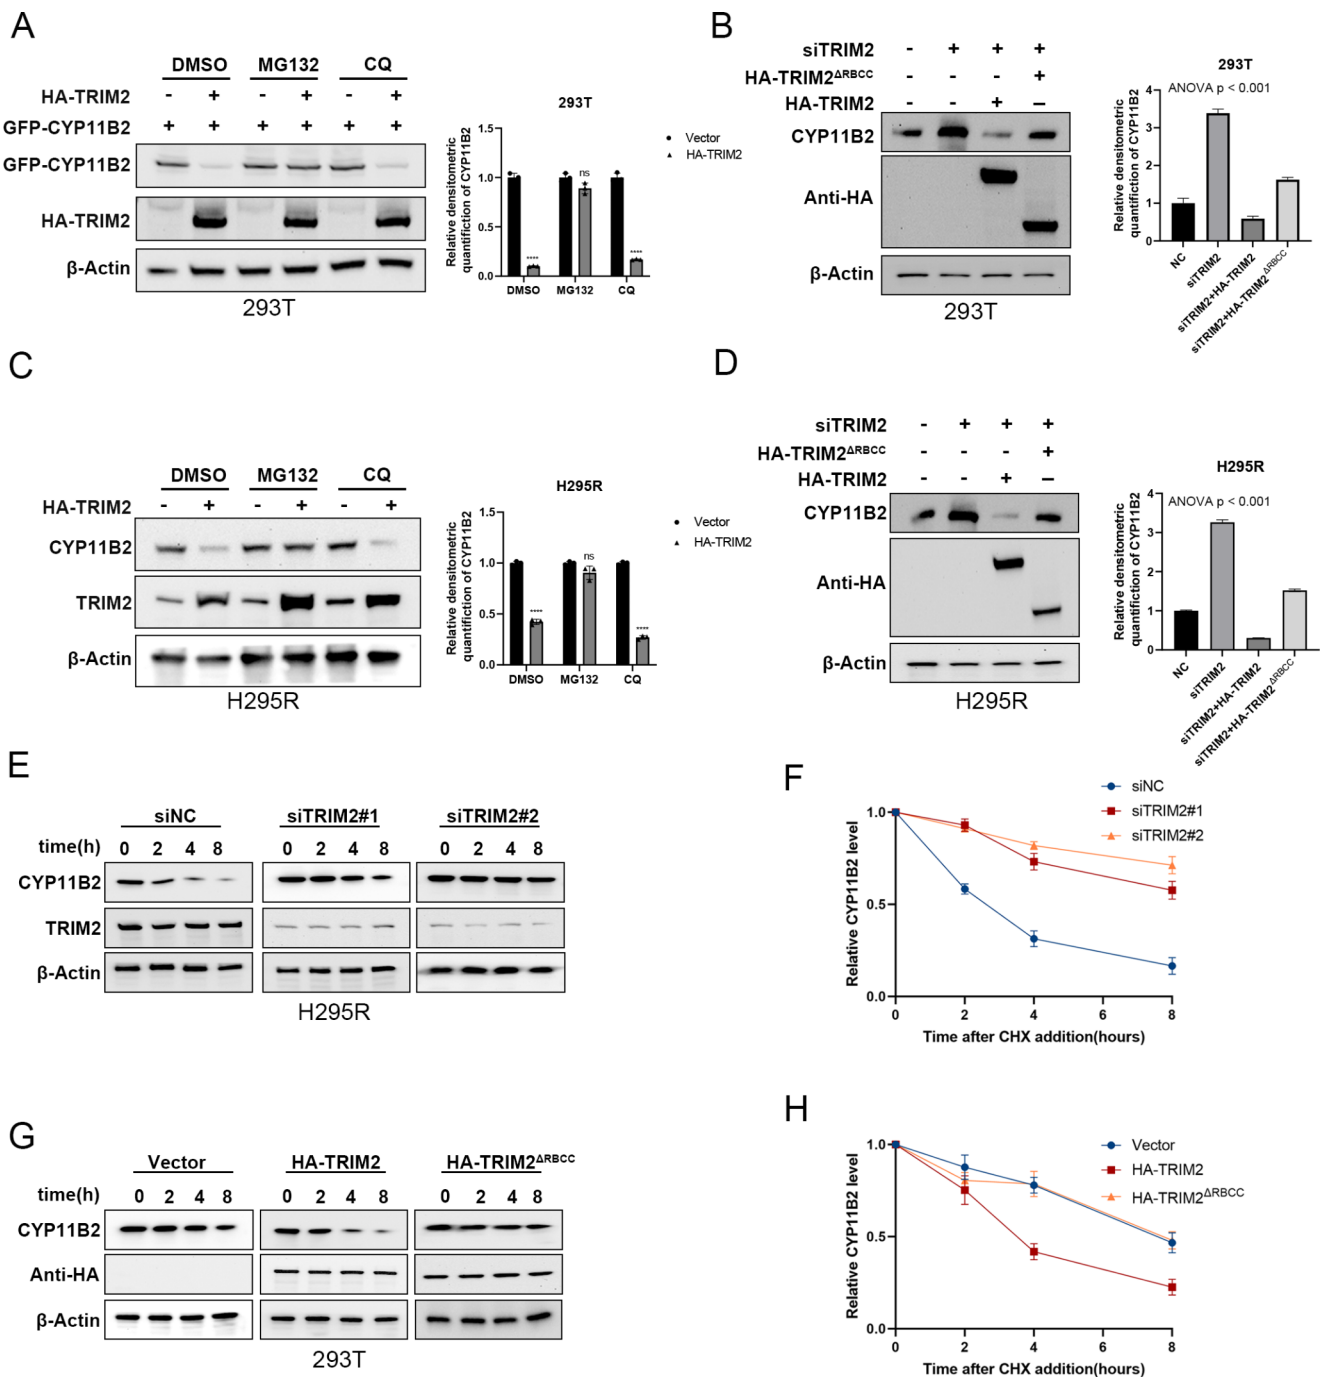 A
DMSO MG132 CQ
HA-TRIM2 - + - + - +
GFP-CYP11B2 + + + + + +
GFP-CYP11B2
HA-TRIM2
β-Actin
293T
293T
Relative densitometric
quantifiction of CYP11B2
1.5
1.0
0.5
0.0
**** ns ****
DMSO MG132 CQ
Vector
HA-TRIM2
B
siTRIM2 - + + +
HA-TRIM2ΔRBCC - - - +
HA-TRIM2 - - + –
CYP11B2
Anti-HA
β-Actin
293T
293T
ANOVA p < 0.001
Relative densitometric
quantifiction of CYP11B2
4
3
2
1
0
NC
siTRIM2
siTRIM2+HA-TRIM2
siTRIM2+HA-TRIM2ΔRBCC
C
DMSO MG132 CQ
HA-TRIM2 - + - + - +
CYP11B2
TRIM2
β-Actin
H295R
H295R
Relative densitometric
quantifiction of CYP11B2
1.5
1.0
0.5
0.0
**** ns ****
DMSO MG132 CQ
Vector
HA-TRIM2
D
siTRIM2 - + + +
HA-TRIM2ΔRBCC - - - +
HA-TRIM2 - - + –
CYP11B2
Anti-HA
β-Actin
H295R
H295R
ANOVA p < 0.001
Relative densitometric
quantifiction of CYP11B2
4
3
2
1
0
NC
siTRIM2
siTRIM2+HA-TRIM2
siTRIM2+HA-TRIM2ΔRBCC
E
siNC siTRIM2#1 siTRIM2#2
time(h) 0 2 4 8 0 2 4 8 0 2 4 8
CYP11B2
TRIM2
β-Actin
H295R
F
siNC
siTRIM2#1
siTRIM2#2
Relative CYP11B2 level
1.0
0.5
0.0
0 2 4 6 8
Time after CHX addition(hours)
G
Vector HA-TRIM2 HA-TRIM2ΔRBCC
time(h) 0 2 4 8 0 2 4 8 0 2 4 8
CYP11B2
Anti-HA
β-Actin
293T
H
Vector
HA-TRIM2
HA-TRIM2ΔRBCC
Relative CYP11B2 level
1.0
0.5
0.0
0 2 4 6 8
Time after CHX addition(hours)